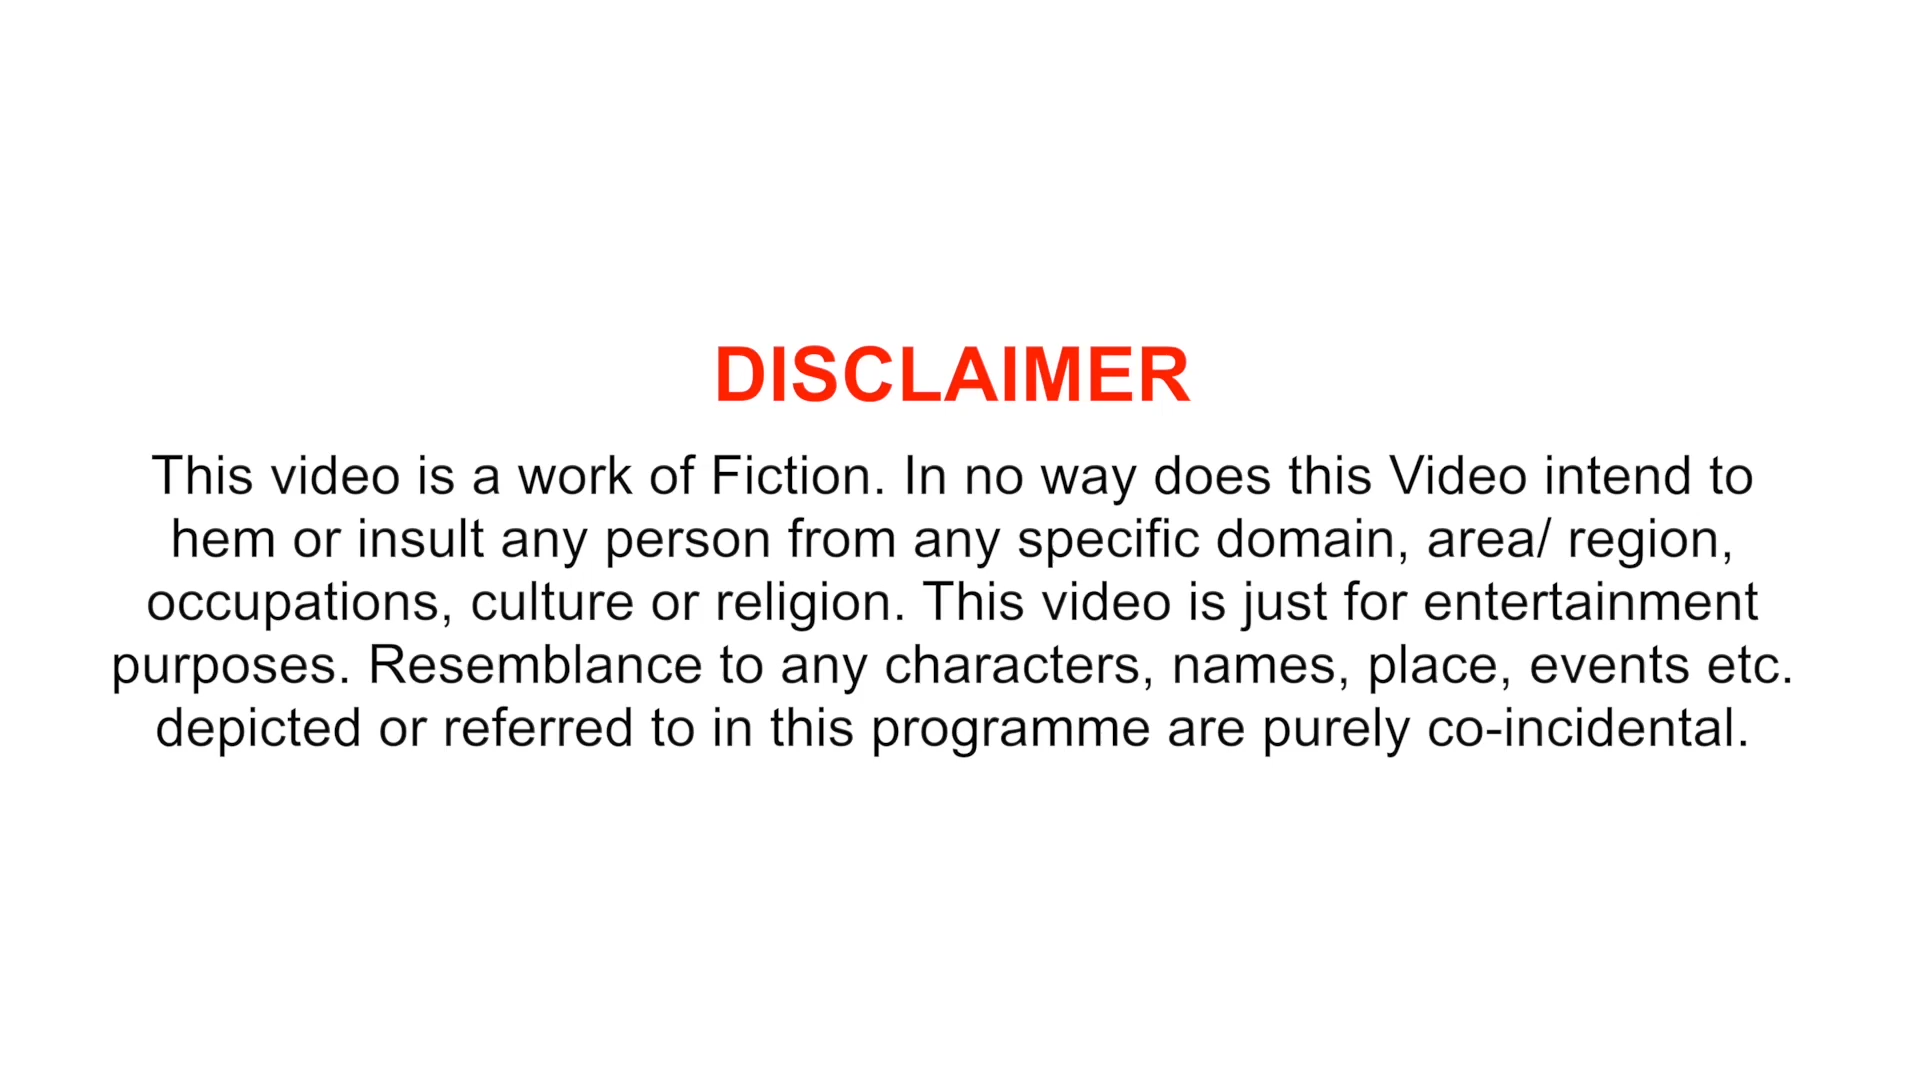 DISCLAIMER
This video is a work of Fiction. In no way does this Video intend to
hem or insult any person from any specific domain, area/ region,
occupations, culture or religion. This video is just for entertainment
purposes. Resemblance to any characters, names, place, events etc.
depicted or referred to in this programme are purely co-incidental.